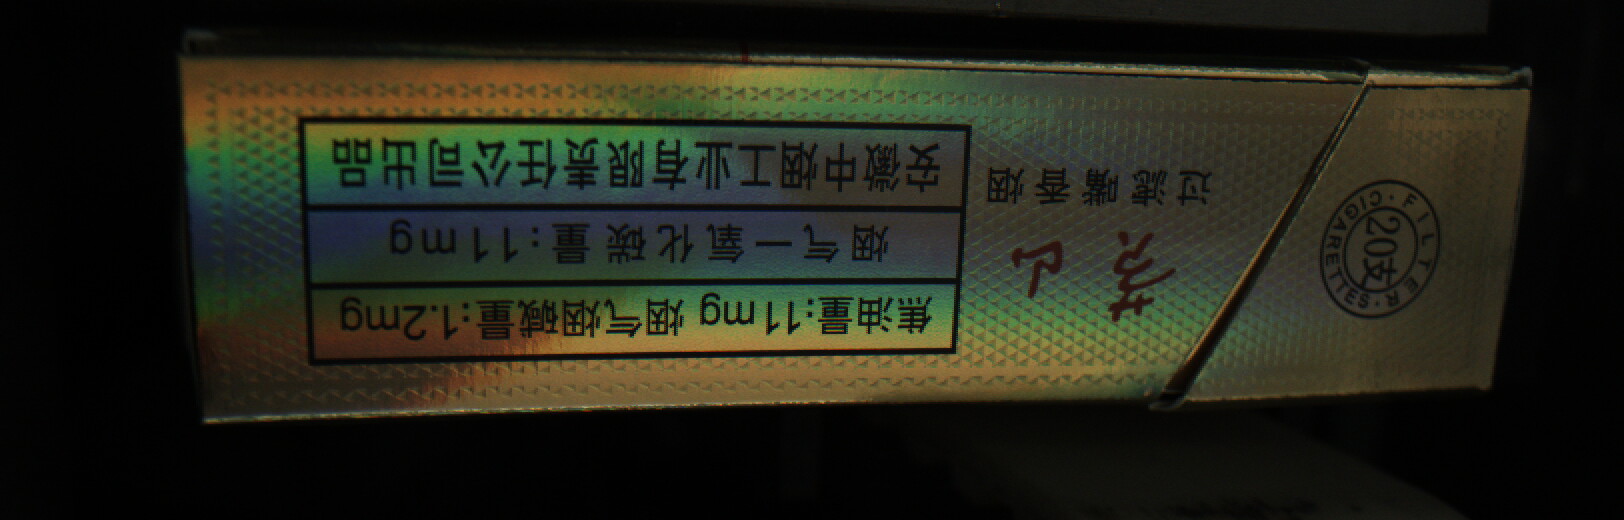 FILTER·CIGARETTES·
20支
黄山
过滤嘴香烟
焦油量:11mg 烟气烟碱量:1.2mg
烟气一氧化碳量:11mg
安徽中烟工业有限责任公司出品